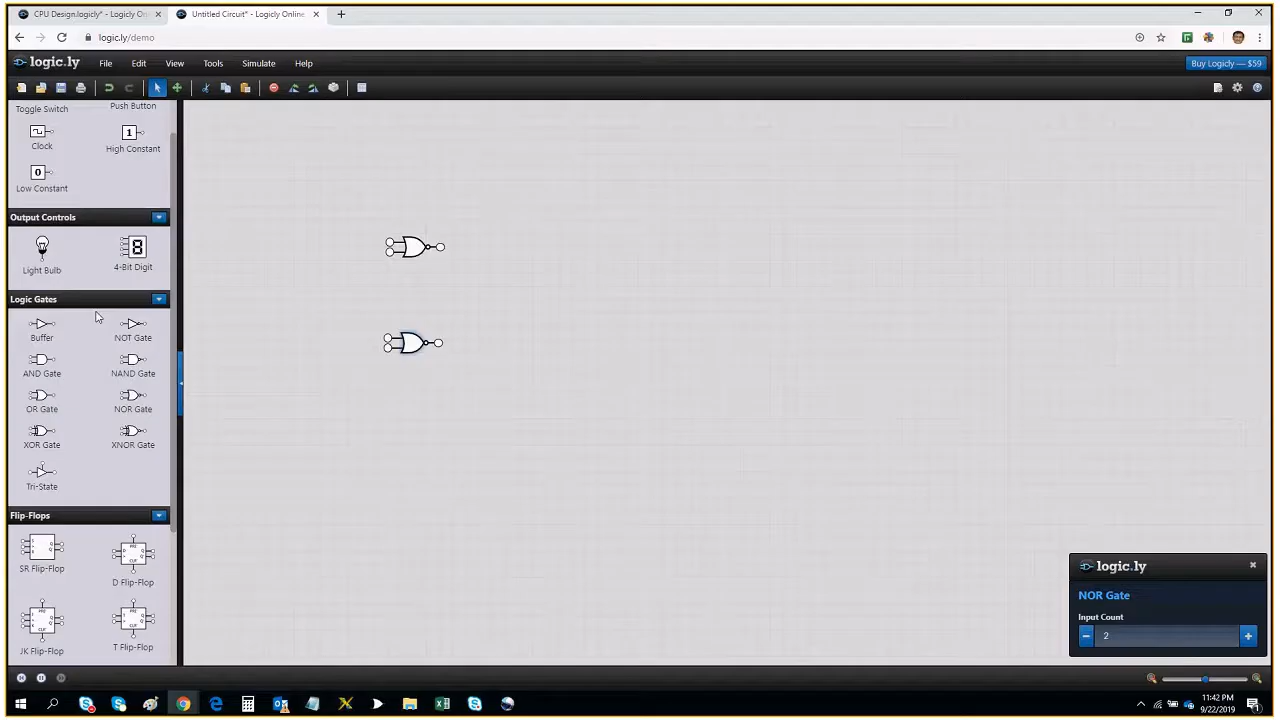 CPU Design.logicly* - Logicly On
Untitled Circuit* - Logicly Online
logic.ly/demo
logic.ly
File
Edit
View
Tools
Simulate
Help
Buy Logicly — $59
Toggle Switch
Push Button
Clock
1
High Constant
0
Low Constant
Output Controls
Light Bulb
8
4-Bit Digit
Logic Gates
Buffer
NOT Gate
AND Gate
NAND Gate
OR Gate
NOR Gate
XOR Gate
XNOR Gate
Tri-State
Flip-Flops
SR Flip-Flop
D Flip-Flop
JK Flip-Flop
T Flip-Flop
logic.ly
NOR Gate
Input Count
2
11:42 PM
9/22/2019